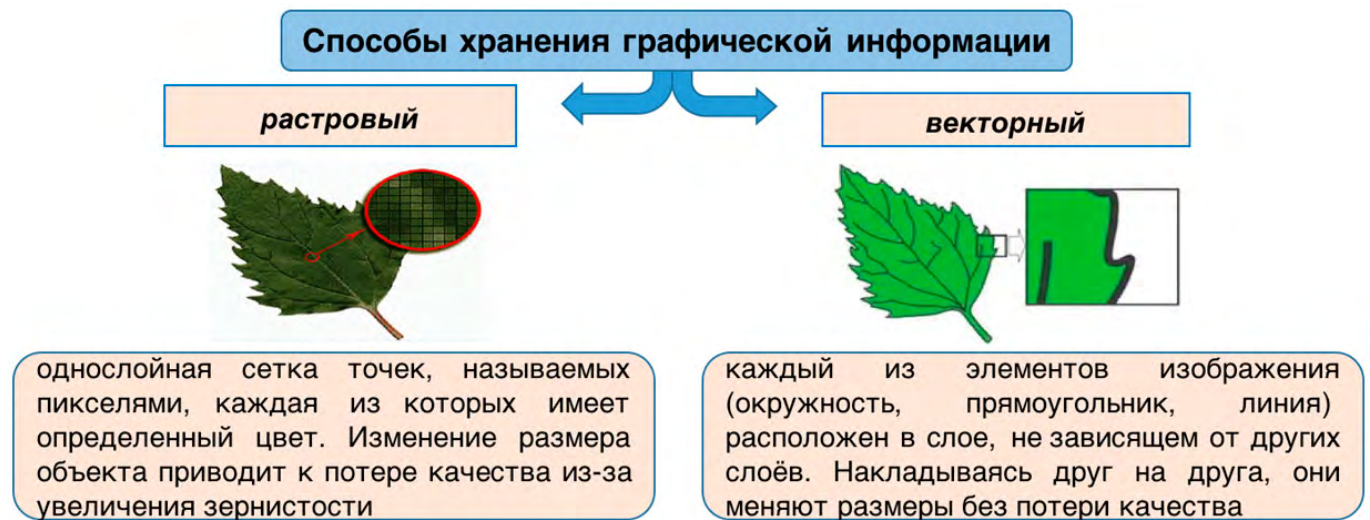 Способы хранения графической информации
растровый
векторный
однослойная сетка точек, называемых
пикселями, каждая из которых имеет
определенный цвет. Изменение размера
объекта приводит к потере качества из-за
увеличения зернистости
каждый из элементов изображения
(окружность, прямоугольник, линия)
расположен в слое, не зависящем от других
слоёв. Накладываясь друг на друга, они
меняют размеры без потери качества